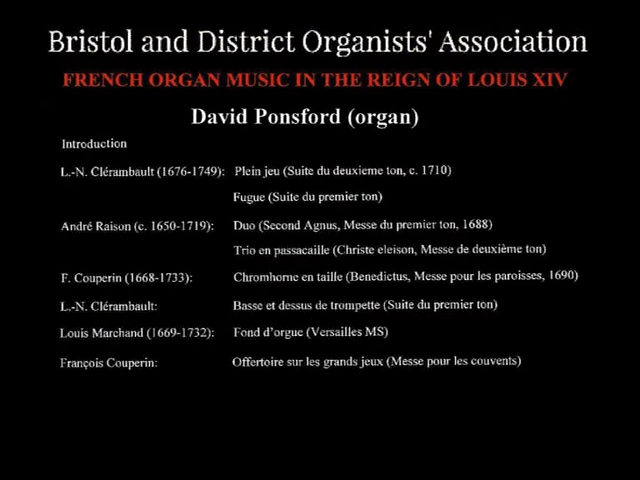 Bristol and District Organists' Association
FRENCH ORGAN MUSIC IN THE REIGN OF LOUIS XIV
David Ponsford (organ)
Introduction
L.-N. Clérambault (1676-1749): Plein jeu (Suite du deuxieme ton, c. 1710)
Fugue (Suite du premier ton)
André Raison (c. 1650-1719): Duo (Second Agnus, Messe du premier ton, 1688)
Trio en passacaille (Christe eleison, Messe de deuxième ton)
F. Couperin (1668-1733): Chromhorne en taille (Benedictus, Messe pour les paroisses, 1690)
L.-N. Clérambault: Basse et dessus de trompette (Suite du premier ton)
Louis Marchand (1669-1732): Fond d'orgue (Versailles MS)
François Couperin: Offertoire sur les grands jeux (Messe pour les couvents)